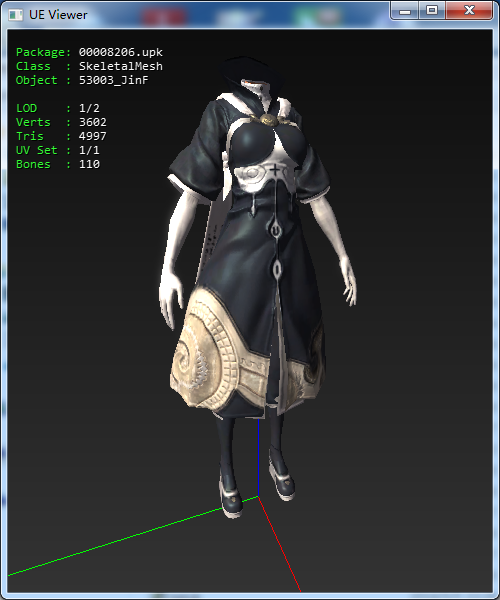 UE Viewer
Package: 00008206.upk
Class : SkeletalMesh
Object : 53003_JinF
LOD : 1/2
Verts : 3602
Tris : 4997
UV Set : 1/1
Bones : 110